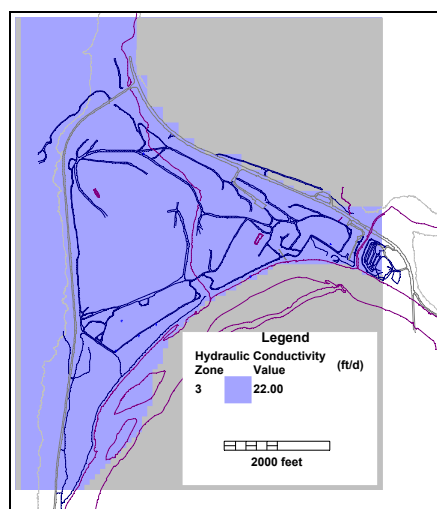 Legend
Hydraulic Conductivity
Zone Value (ft/d)
3 22.00
2000 feet